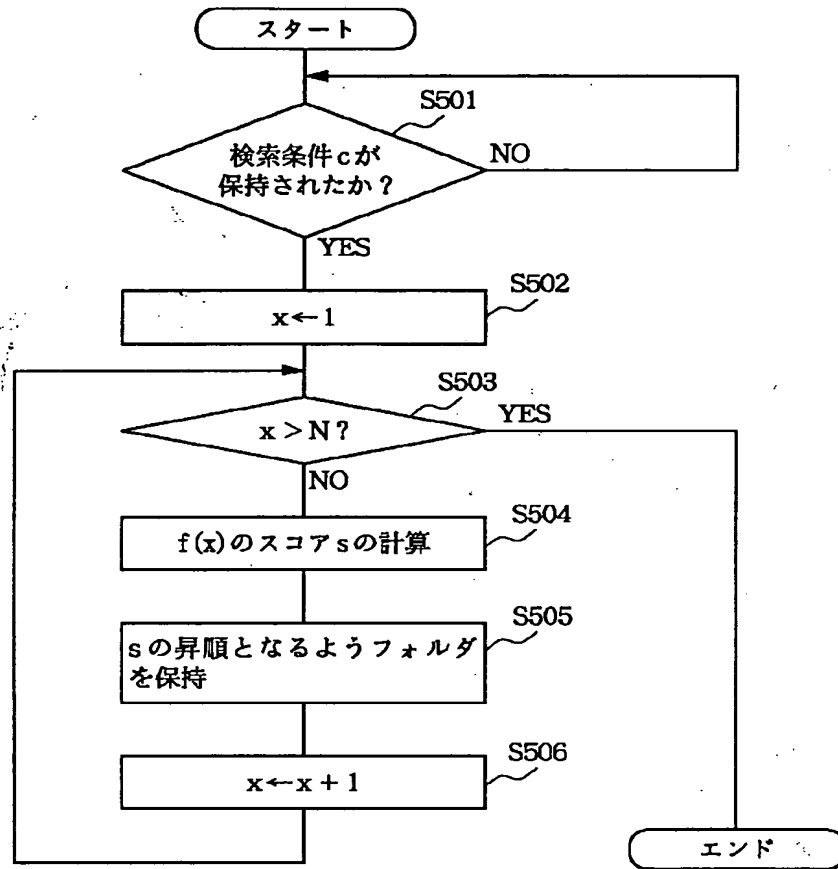 スタート
S501
検索条件cが
保持されたか?
NO
YES
S502
x←1
S503
x>N?
YES
NO
S504
f(x)のスコアsの計算
S505
sの昇順となるようフォルダ
を保持
S506
x←x+1
エンド